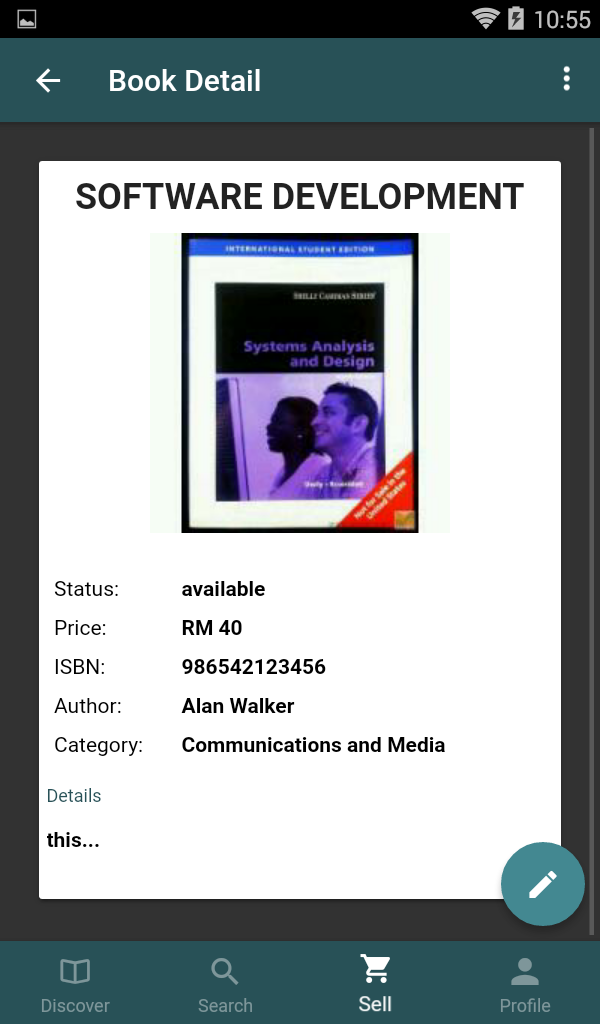 10:55
Book Detail
SOFTWARE DEVELOPMENT
INTERNATIONAL STUDENT EDITION
SHELLY CASHMAN SERIES
Systems Analysis
and Design
Not for Sale in the
United States
Status: available
Price: RM 40
ISBN: 986542123456
Author: Alan Walker
Category: Communications and Media
Details
this...
Discover Search Sell Profile